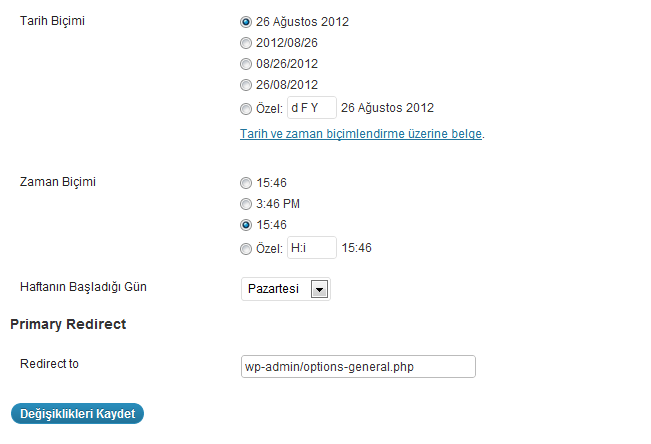 Tarih Biçimi
26 Ağustos 2012
2012/08/26
08/26/2012
26/08/2012
Özel: d F Y 26 Ağustos 2012
Tarih ve zaman biçimlendirme üzerine belge.
Zaman Biçimi
15:46
3:46 PM
15:46
Özel: H:i 15:46
Haftanın Başladığı Gün Pazartesi
Primary Redirect
Redirect to wp-admin/options-general.php
Değişiklikleri Kaydet